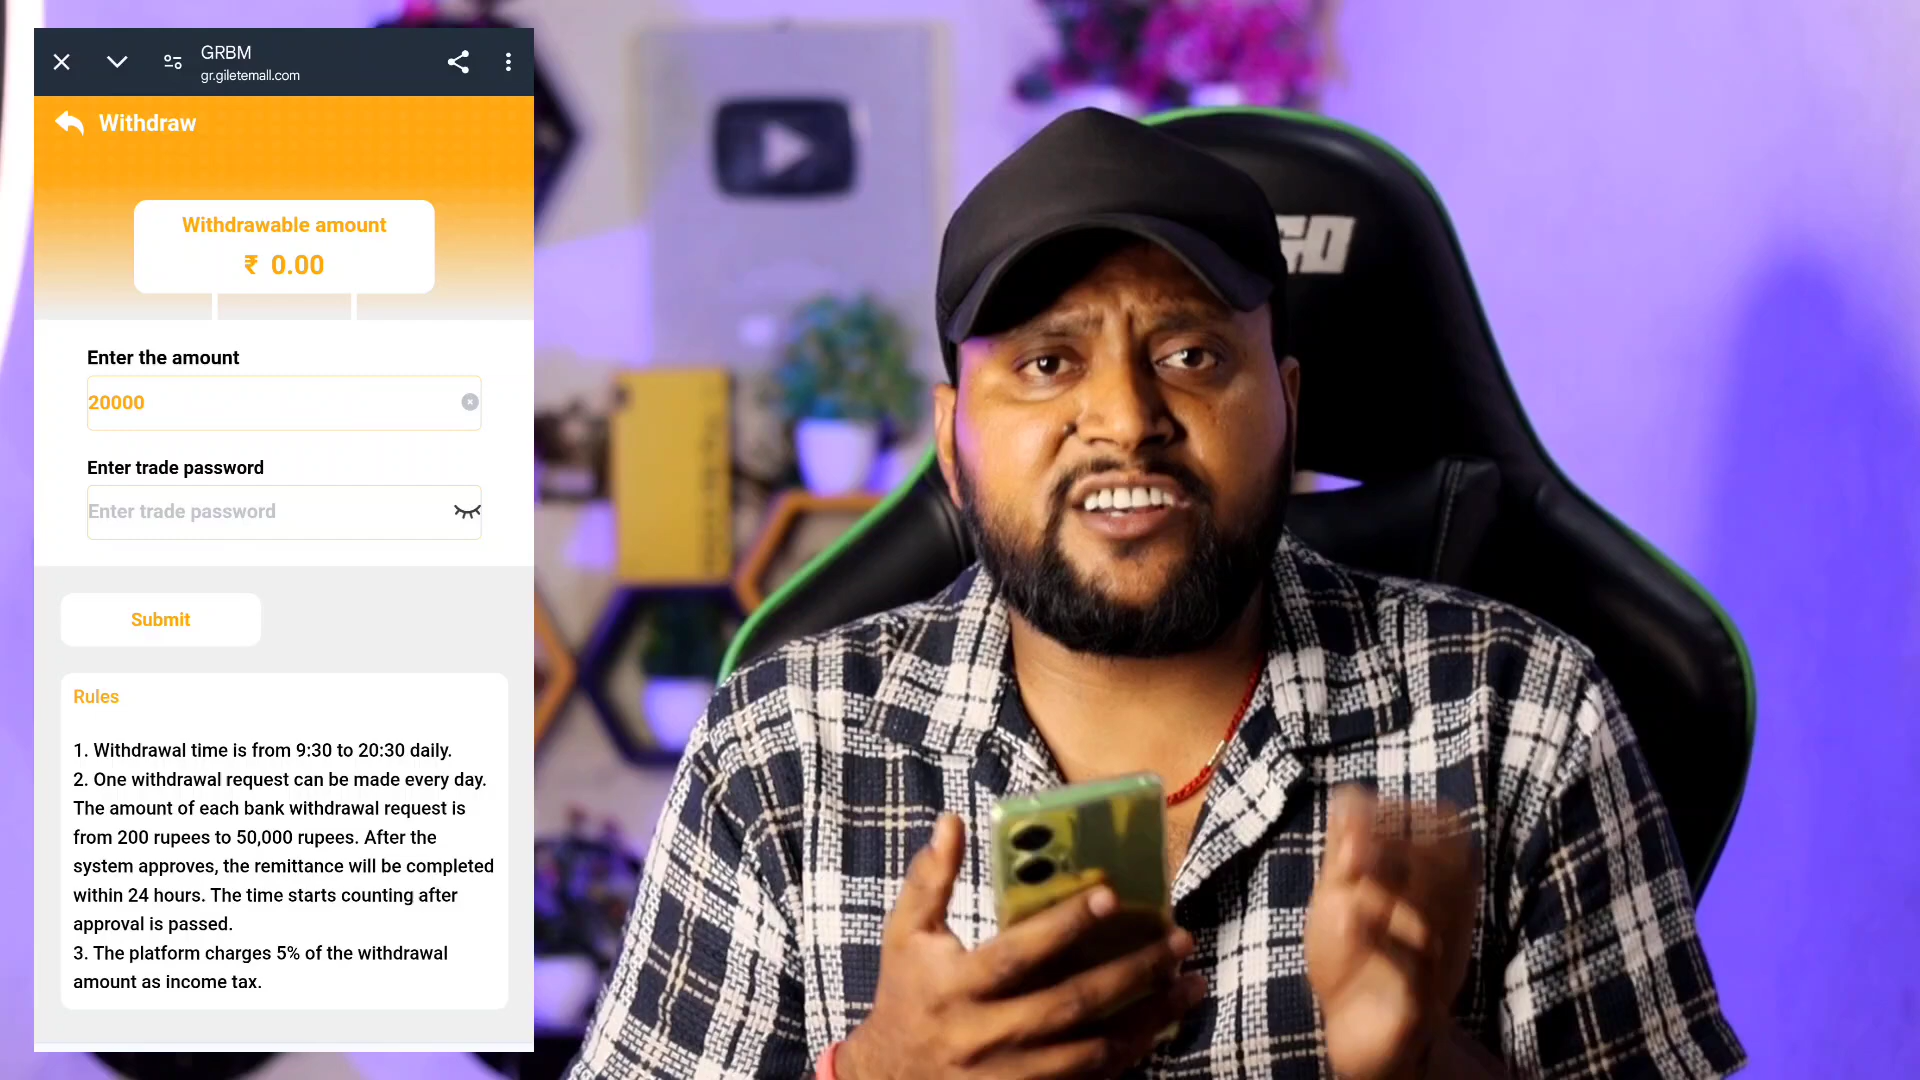 GRBM
gr.giletemall.com
Withdraw
Withdrawable amount
₹ 0.00
Enter the amount
20000
Enter trade password
Enter trade password
Submit
Rules
1. Withdrawal time is from 9:30 to 20:30 daily.
2. One withdrawal request can be made every day.
The amount of each bank withdrawal request is
from 200 rupees to 50,000 rupees. After the
system approves, the remittance will be completed
within 24 hours. The time starts counting after
approval is passed.
3. The platform charges 5% of the withdrawal
amount as income tax.